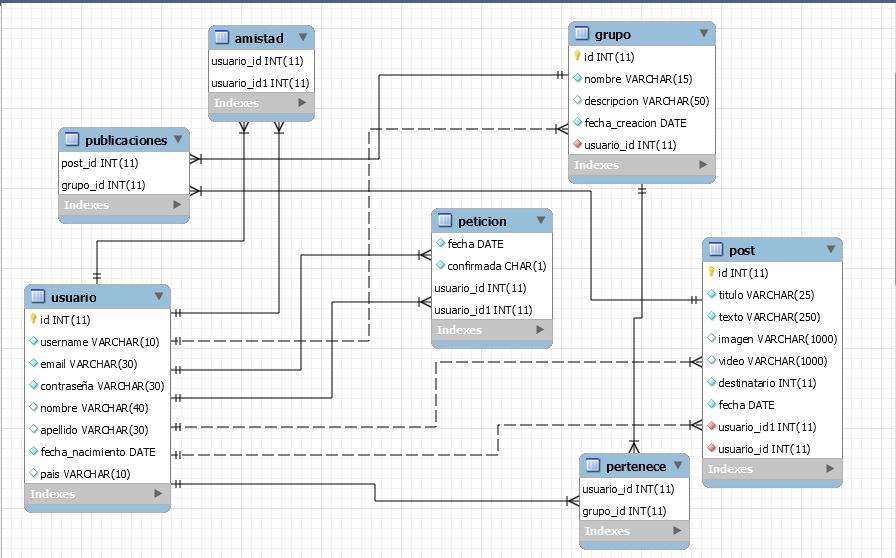 amistad
usuario_id INT(11)
usuario_id1 INT(11)
Indexes
grupo
id INT(11)
nombre VARCHAR(15)
descripcion VARCHAR(50)
fecha_creacion DATE
usuario_id INT(11)
Indexes
publicaciones
post_id INT(11)
grupo_id INT(11)
Indexes
peticion
fecha DATE
confirmada CHAR(1)
usuario_id INT(11)
usuario_id1 INT(11)
Indexes
post
id INT(11)
titulo VARCHAR(25)
texto VARCHAR(250)
imagen VARCHAR(1000)
video VARCHAR(1000)
destinatario INT(11)
fecha DATE
usuario_id1 INT(11)
usuario_id INT(11)
Indexes
usuario
id INT(11)
username VARCHAR(10)
email VARCHAR(30)
contraseña VARCHAR(30)
nombre VARCHAR(40)
apellido VARCHAR(30)
fecha_nacimiento DATE
pais VARCHAR(10)
Indexes
pertenece
usuario_id INT(11)
grupo_id INT(11)
Indexes